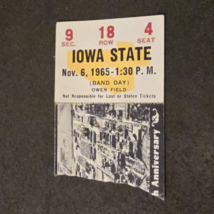 9 18 4
SEC. ROW SEAT
IOWA STATE
Nov. 6, 1965-1:30 P. M.
(BAND DAY)
OWEN FIELD
Not Responsible for Lost or Stolen Tickets
h Anniversary